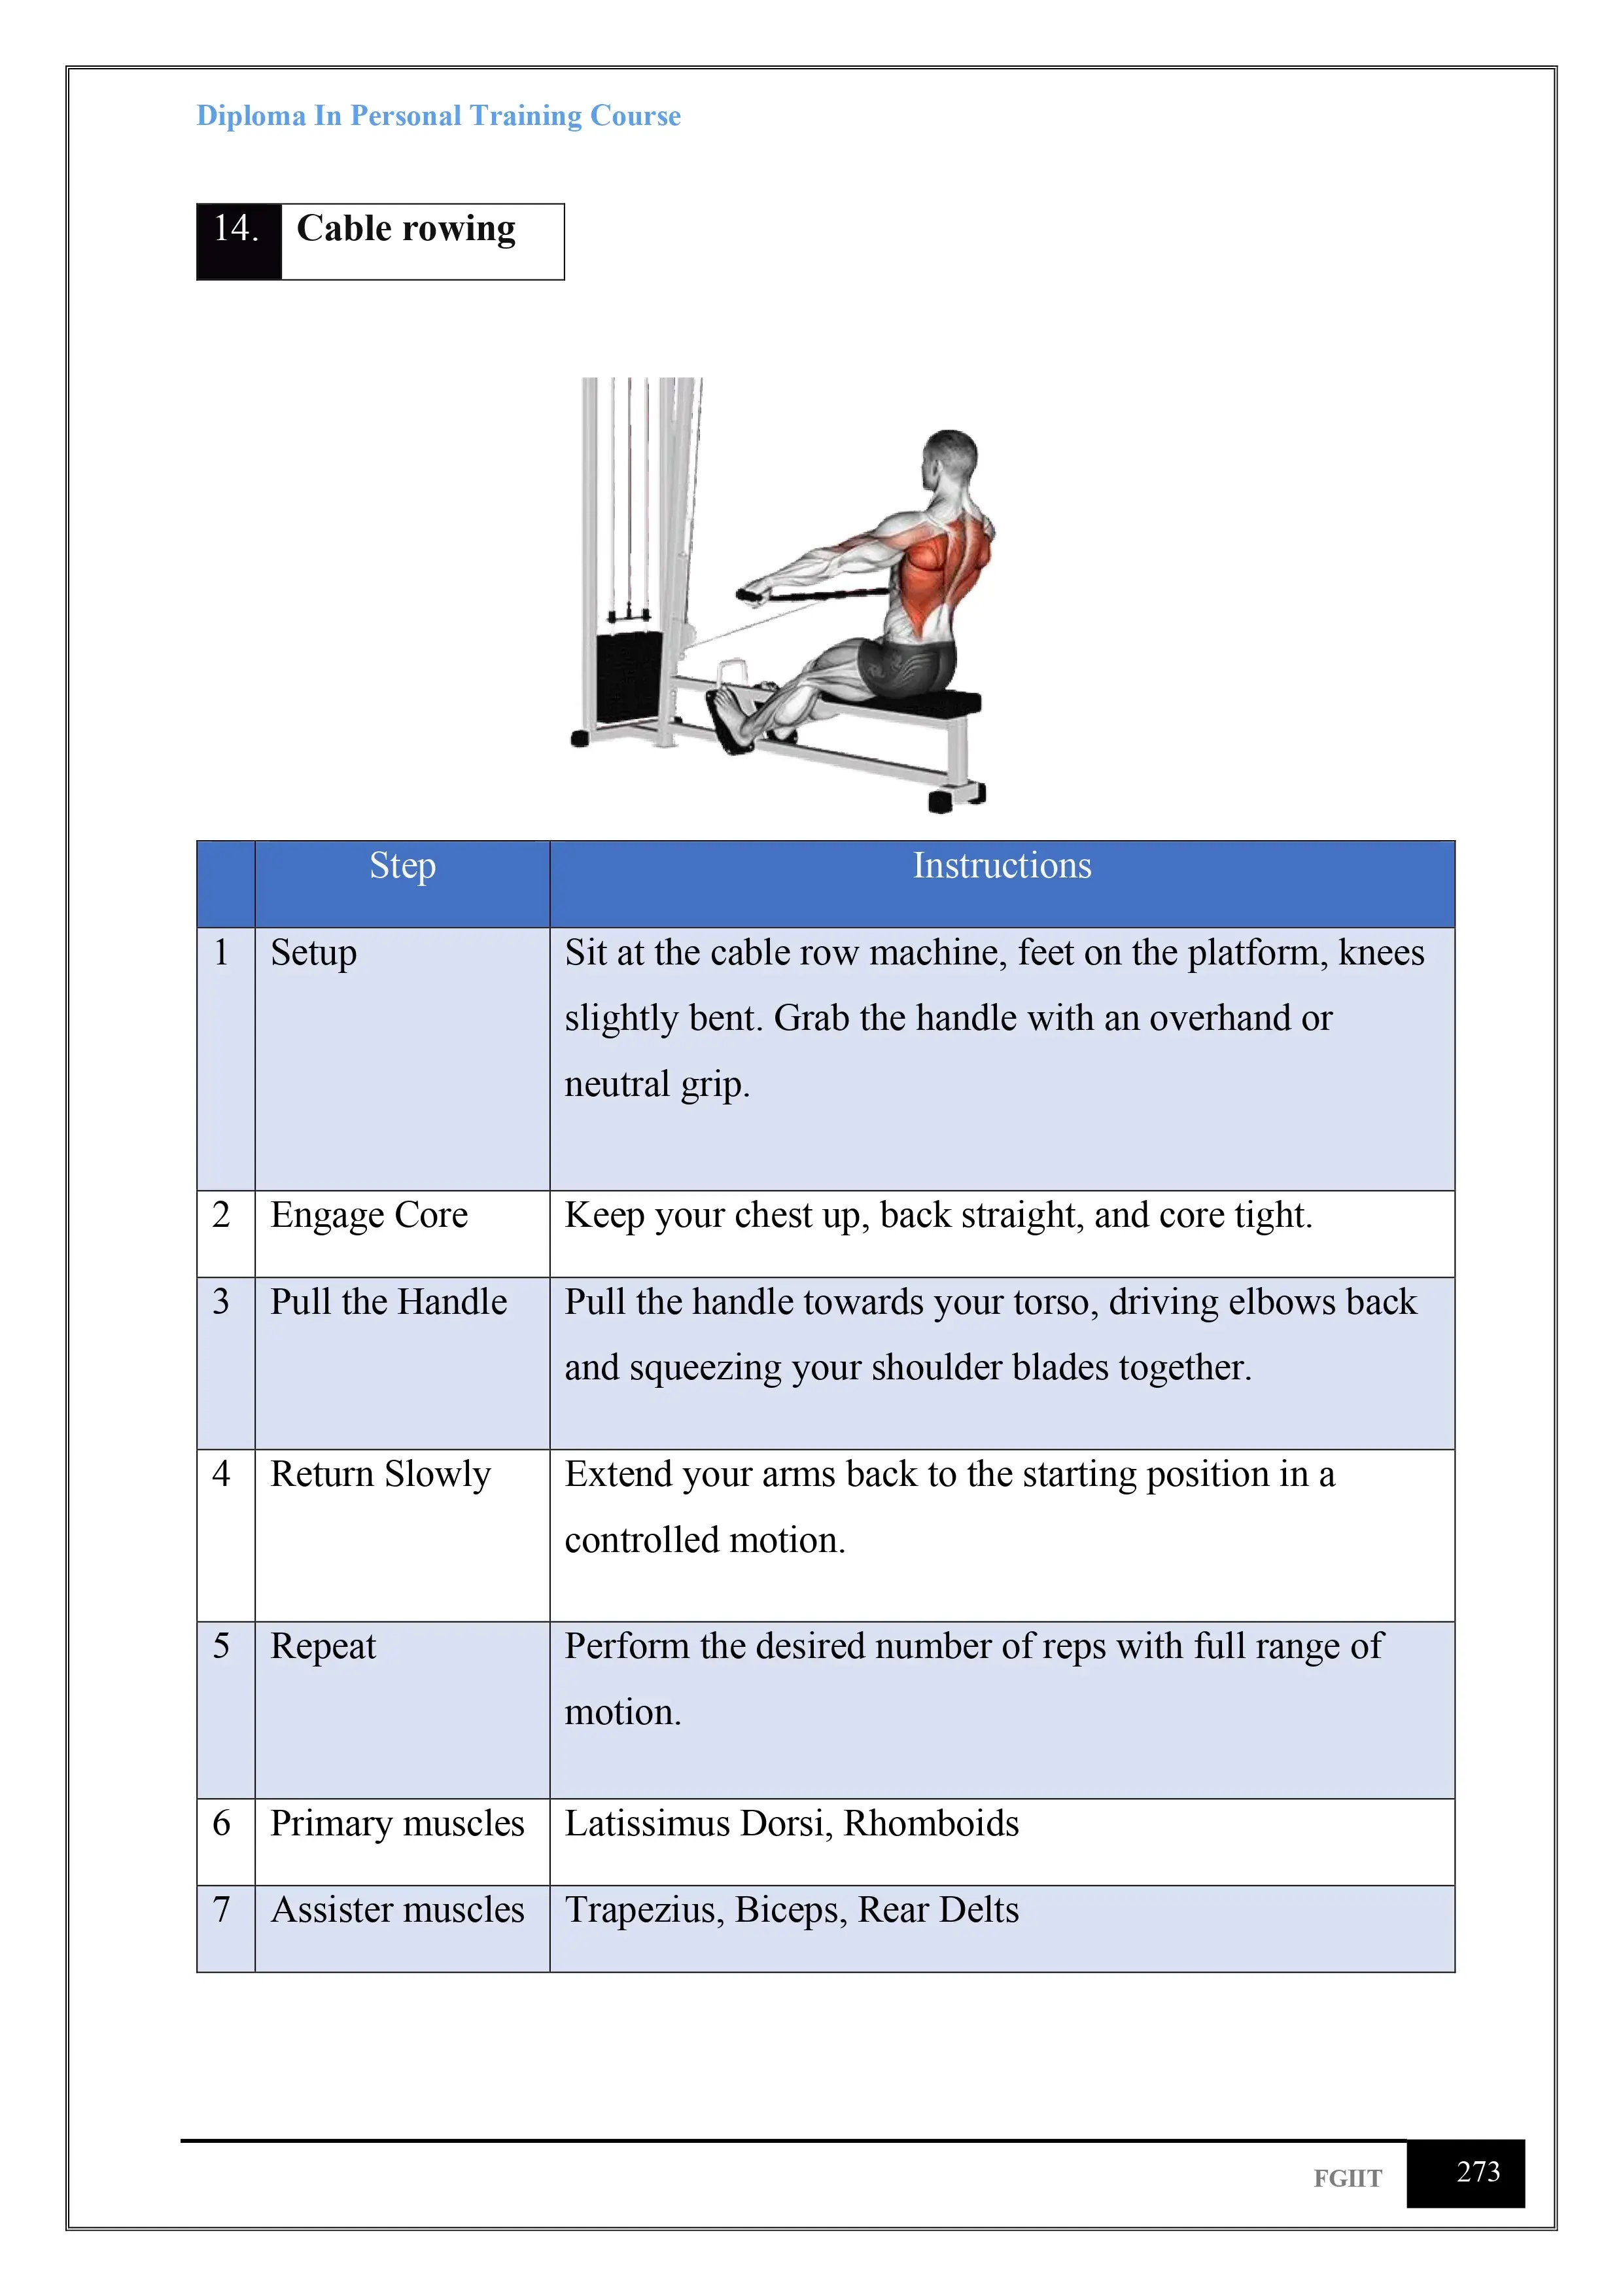 Diploma In Personal Training Course
14. Cable rowing
Step Instructions
1 Setup Sit at the cable row machine, feet on the platform, knees
slightly bent. Grab the handle with an overhand or
neutral grip.
2 Engage Core Keep your chest up, back straight, and core tight.
3 Pull the Handle Pull the handle towards your torso, driving elbows back
and squeezing your shoulder blades together.
4 Return Slowly Extend your arms back to the starting position in a
controlled motion.
5 Repeat Perform the desired number of reps with full range of
motion.
6 Primary muscles Latissimus Dorsi, Rhomboids
7 Assister muscles Trapezius, Biceps, Rear Delts
FGIIT 273